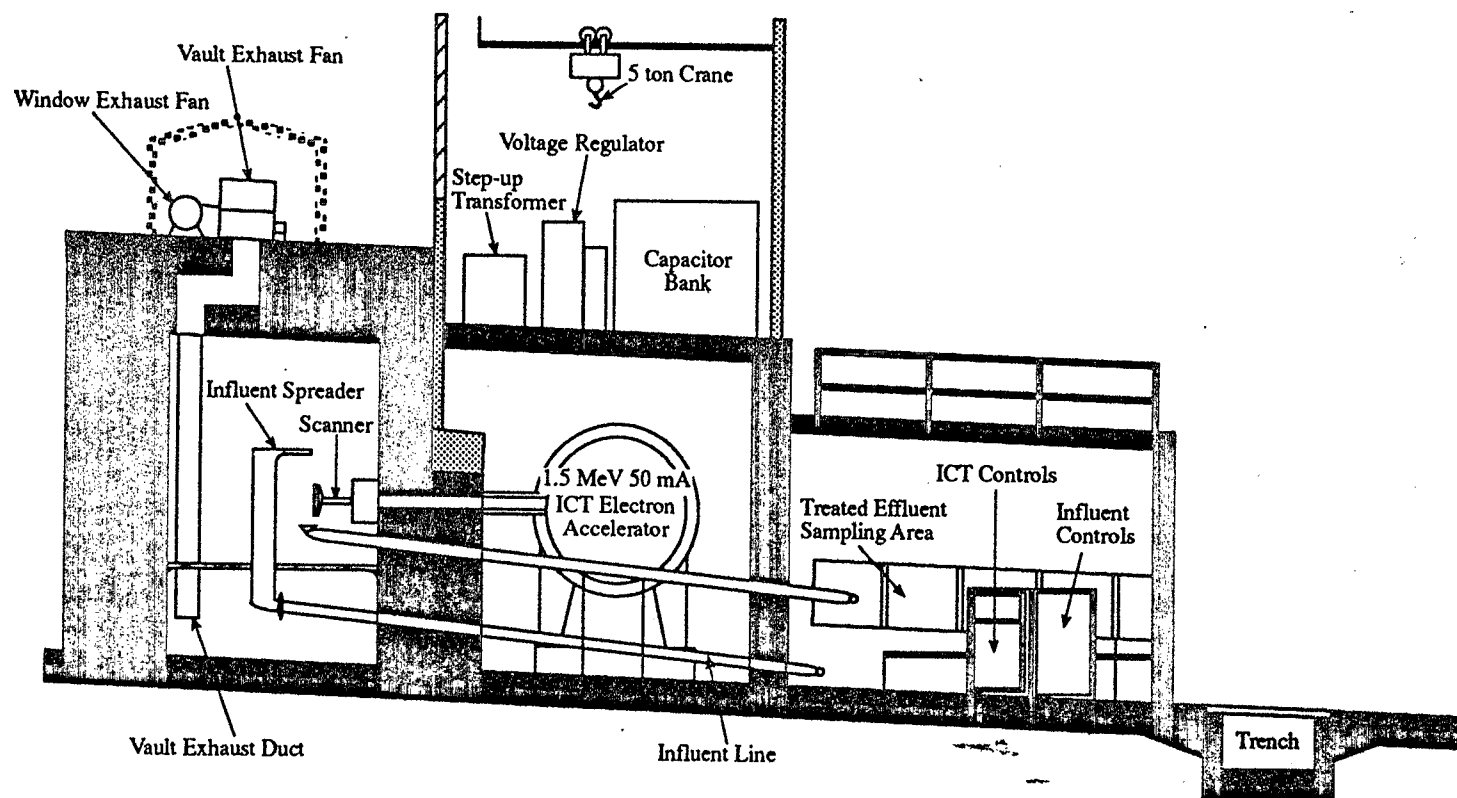 Vault Exhaust Fan
Window Exhaust Fan
5 ton Crane
Voltage Regulator
Step-up
Transformer
Capacitor
Bank
Influent Spreader
Scanner
1.5 MeV 50 mA
ICT Electron
Accelerator
ICT Controls
Treated Effluent
Sampling Area
Influent
Controls
Vault Exhaust Duct
Influent Line
Trench